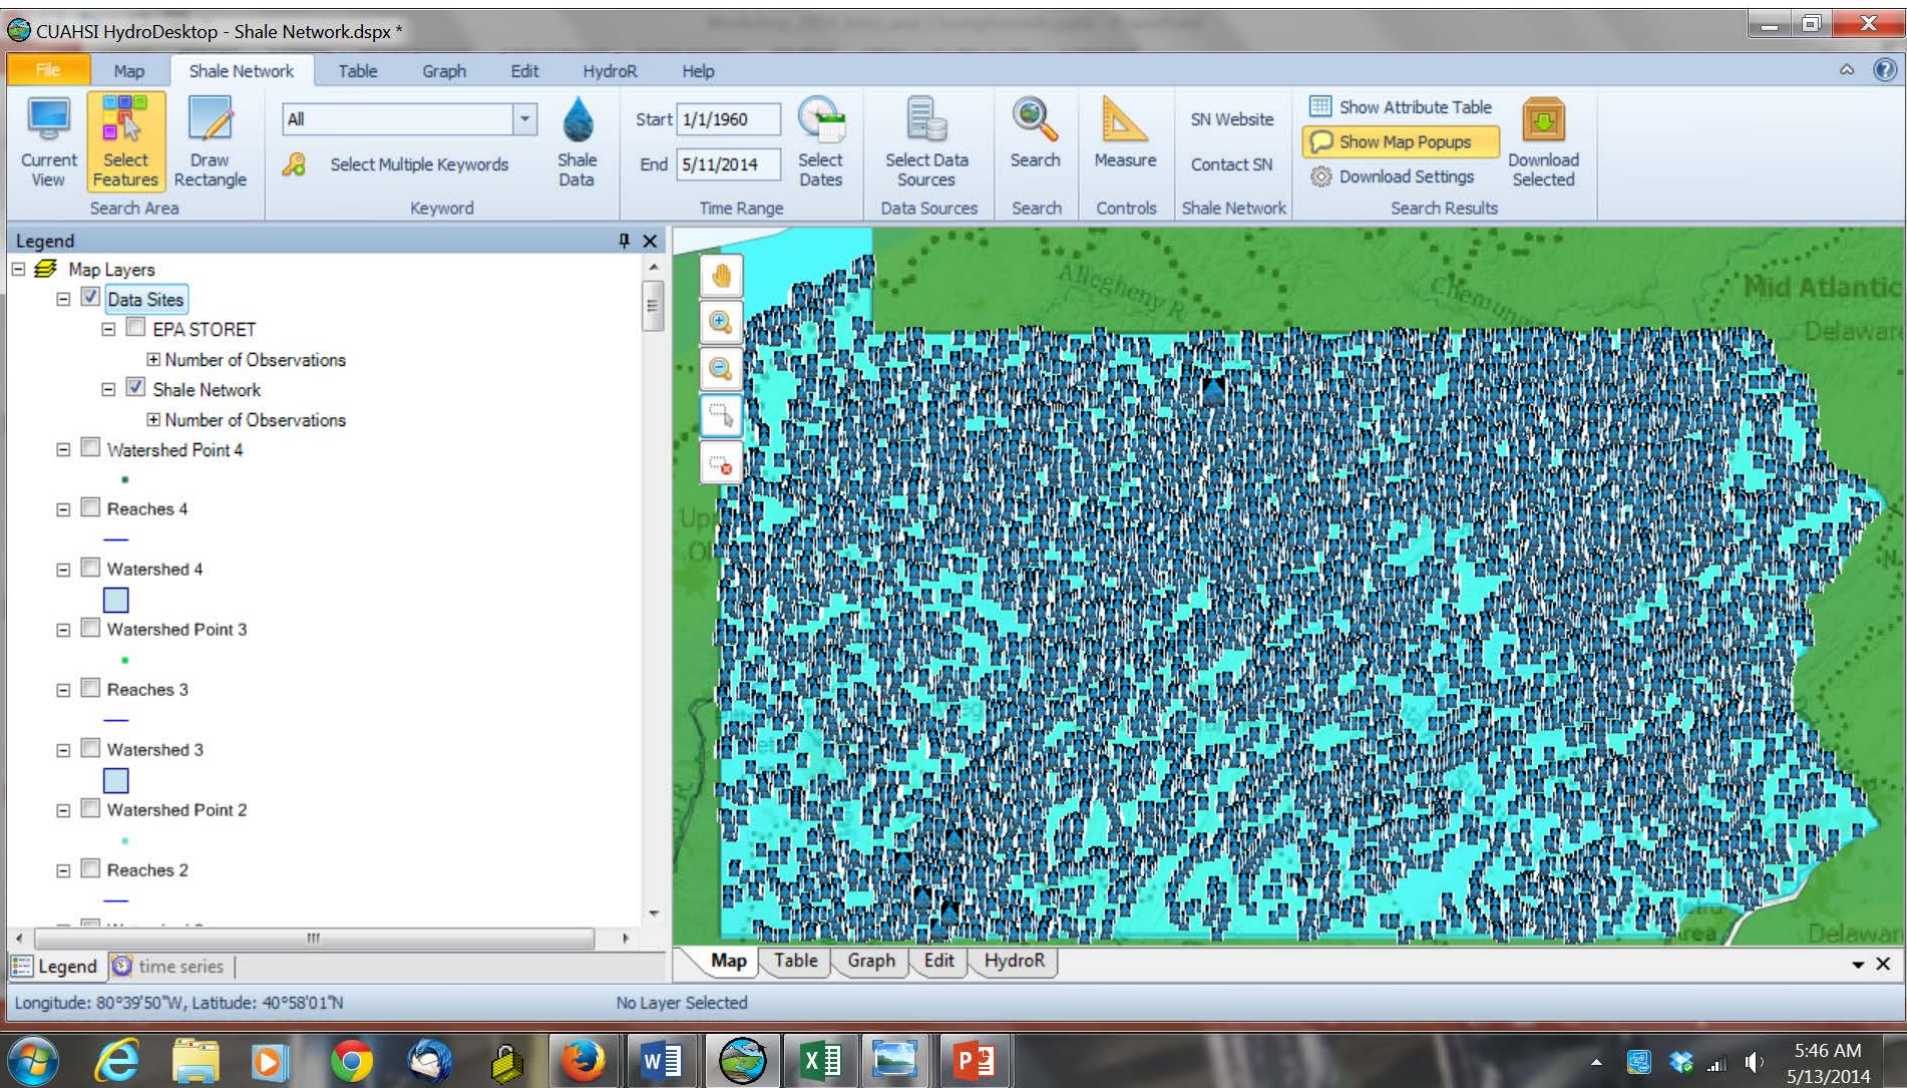 CUAHSI HydroDesktop - Shale Network.dspx *
File Map Shale Network Table Graph Edit HydroR Help
Current View
Select Features
Draw Rectangle
Search Area
All
Select Multiple Keywords
Shale Data
Keyword
Start 1/1/1960
End 5/11/2014
Select Dates
Time Range
Select Data Sources
Data Sources
Search
Search
Measure
Controls
SN Website
Contact SN
Shale Network
Show Attribute Table
Show Map Popups
Download Settings
Download Selected
Search Results
Legend
Map Layers
Data Sites
EPA STORET
Number of Observations
Shale Network
Number of Observations
Watershed Point 4
Reaches 4
Watershed 4
Watershed Point 3
Reaches 3
Watershed 3
Watershed Point 2
Reaches 2
Allegheny R
Mid Atlantic
Delaware
Delawar
Legend time series
Map Table Graph Edit HydroR
Longitude: 80°39'50"W, Latitude: 40°58'01"N
No Layer Selected
5:46 AM
5/13/2014